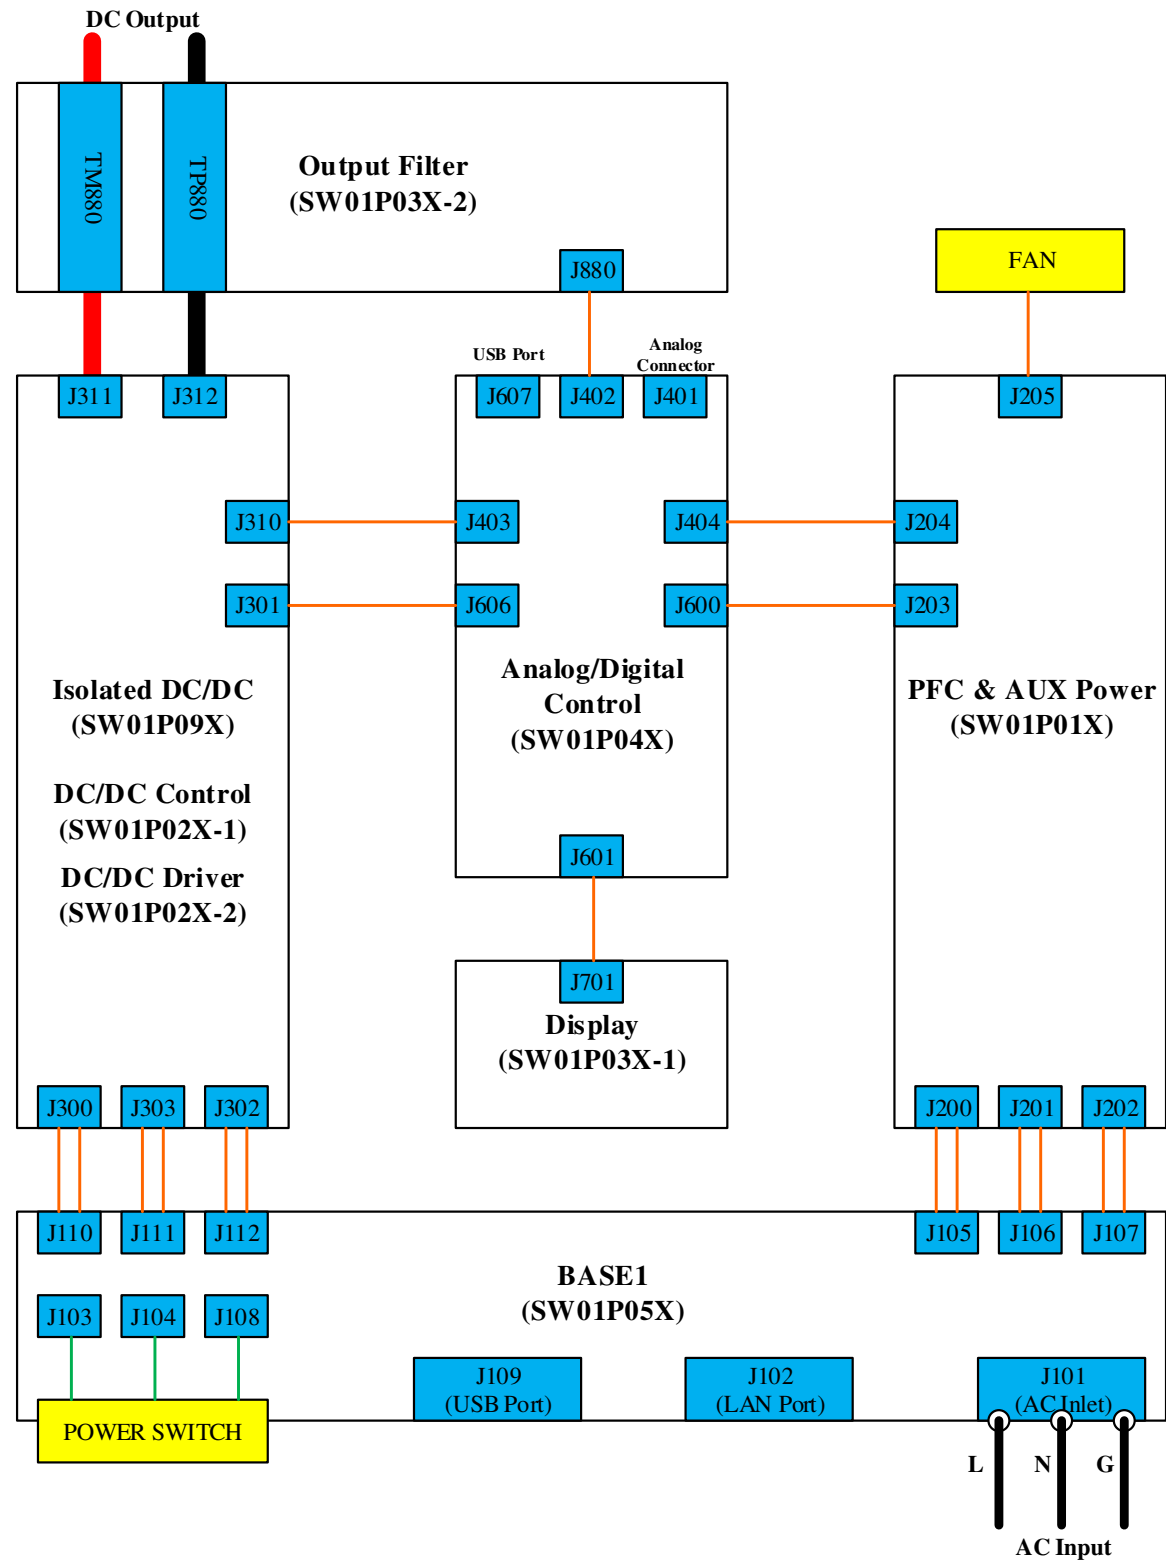 DC Output
TM880
TP880
Output Filter
(SW01P03X-2)
J880
FAN
USB Port
Analog
Connector
J311
J312
J607
J402
J401
J205
J310
J403
J404
J204
J301
J606
J600
J203
Isolated DC/DC
(SW01P09X)
DC/DC Control
(SW01P02X-1)
DC/DC Driver
(SW01P02X-2)
Analog/Digital
Control
(SW01P04X)
PFC & AUX Power
(SW01P01X)
J601
J701
Display
(SW01P03X-1)
J300
J303
J302
J200
J201
J202
J110
J111
J112
J105
J106
J107
BASE1
(SW01P05X)
J103
J104
J108
J109
(USB Port)
J102
(LAN Port)
J101
(AC Inlet)
POWER SWITCH
L
N
G
AC Input